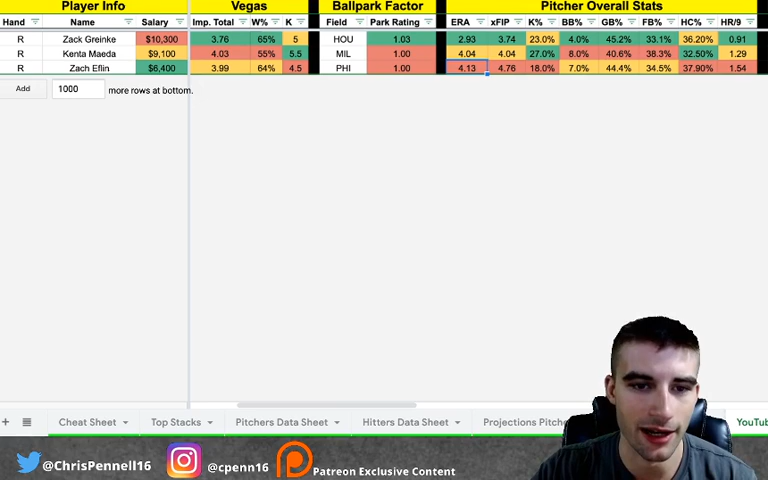 Player Info Vegas Ballpark Factor Pitcher Overall Stats
Hand Name Salary Imp. Total W% K Field Park Rating ERA xFIP K% BB% GB% FB% HC% HR/9
R Zack Greinke $10,300 3.76 65% 5 HOU 1.03 2.93 3.74 23.0% 4.0% 45.2% 33.1% 36.20% 0.91
R Kenta Maeda $9,100 4.03 55% 5.5 MIL 1.00 4.04 4.04 27.0% 8.0% 40.6% 38.3% 32.50% 1.29
R Zach Eflin $6,400 3.99 64% 4.5 PHI 1.00 4.13 4.76 18.0% 7.0% 44.4% 34.5% 37.90% 1.54
Add 1000 more rows at bottom.
Cheat Sheet Top Stacks Pitchers Data Sheet Hitters Data Sheet Projections Pitche YouTub
@ChrisPennell16 @cpenn16 Patreon Exclusive Content